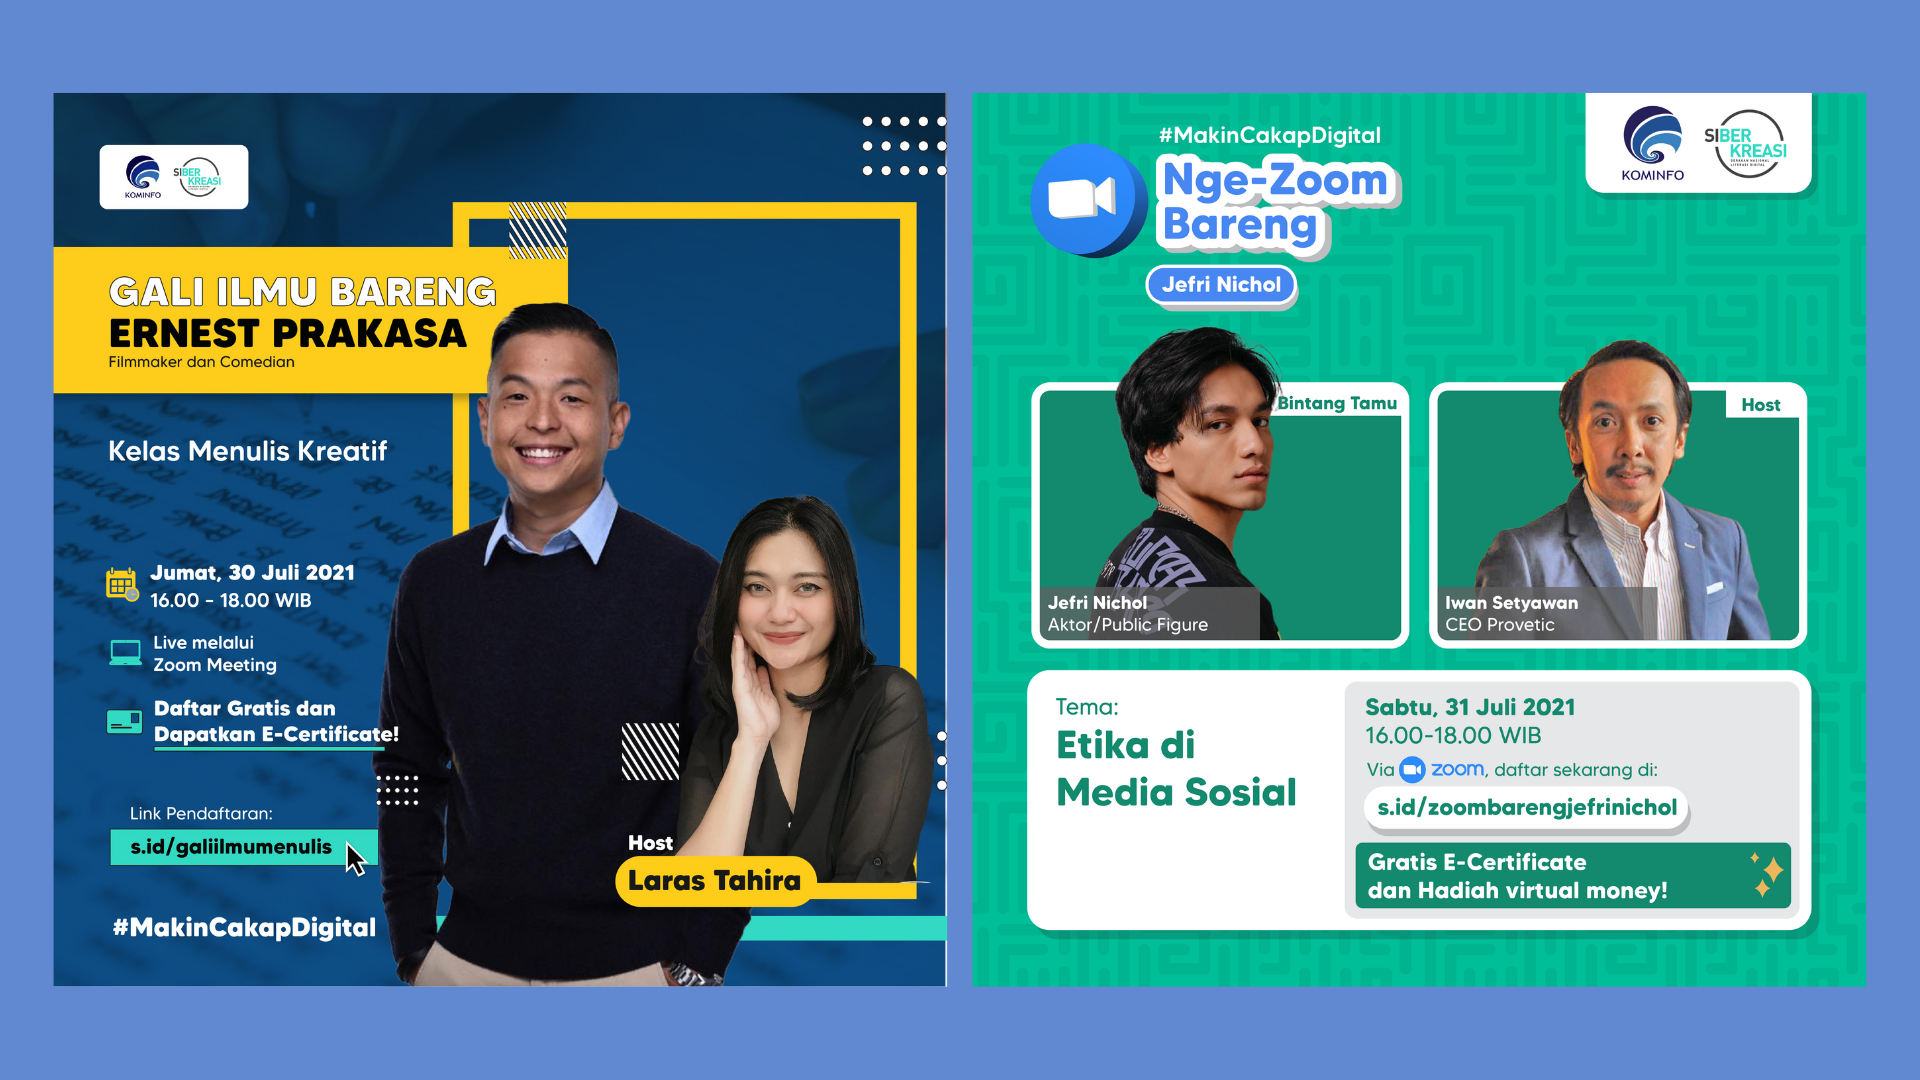 KOMINFO
SIBER
KREASI
GALI ILMU BARENG
ERNEST PRAKASA
Filmmaker dan Comedian
Kelas Menulis Kreatif
Jumat, 30 Juli 2021
16.00 - 18.00 WIB
Live melalui
Zoom Meeting
Daftar Gratis dan
Dapatkan E-Certificate!
Link Pendaftaran:
s.id/galiilmumenulis
#MakinCakapDigital
Host
Laras Tahira
#MakinCakapDigital
Nge-Zoom
Bareng
Jefri Nichol
KOMINFO
SIBER
KREASI
GERAKAN NASIONAL
LITERASI DIGITAL
Bintang Tamu
Jefri Nichol
Aktor/Public Figure
Host
Iwan Setyawan
CEO Provetic
Tema:
Etika di
Media Sosial
Sabtu, 31 Juli 2021
16.00-18.00 WIB
Via zoom, daftar sekarang di:
s.id/zoombarengjefrinichol
Gratis E-Certificate
dan Hadiah virtual money!